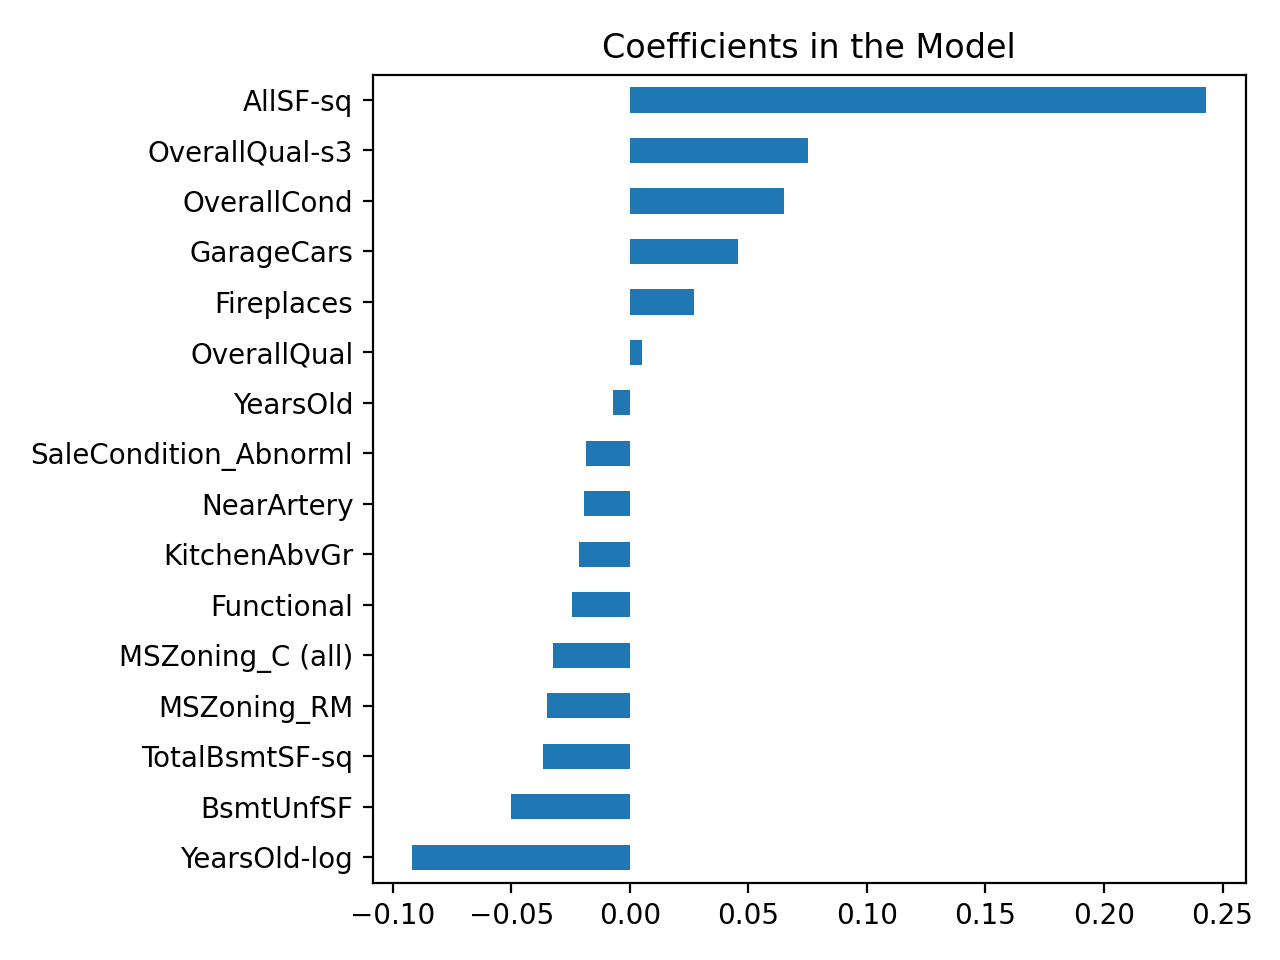 Coefficients in the Model
AllSF-sq
OverallQual-s3
OverallCond
GarageCars
Fireplaces
OverallQual
YearsOld
SaleCondition_Abnorml
NearArtery
KitchenAbvGr
Functional
MSZoning_C (all)
MSZoning_RM
TotalBsmtSF-sq
BsmtUnfSF
YearsOld-log
−0.10 −0.05 0.00 0.05 0.10 0.15 0.20 0.25